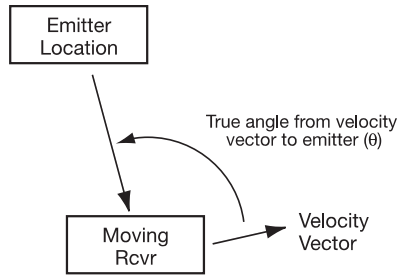 Emitter
Location
True angle from velocity
vector to emitter (θ)
Moving
Rcvr
Velocity
Vector